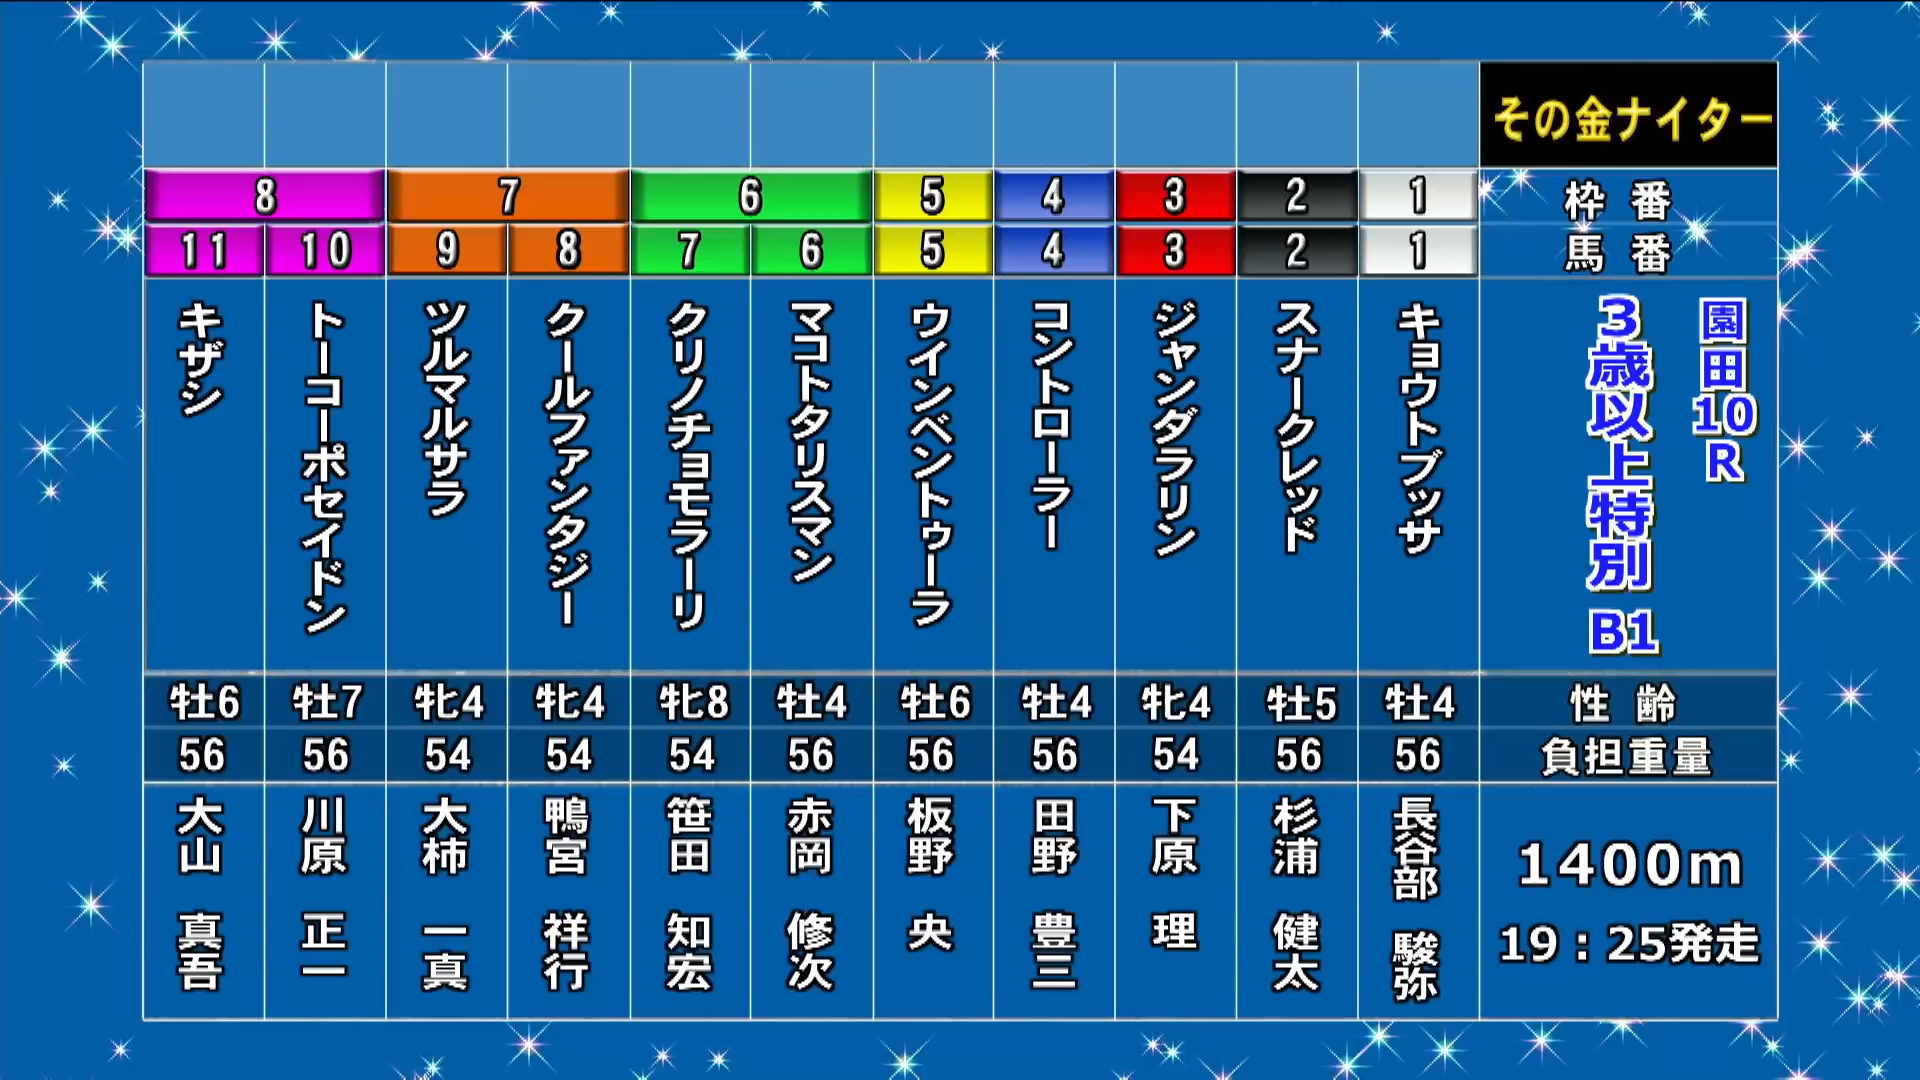 その金ナイター
枠番
8 7 6 5 4 3 2 1
馬番
11 10 9 8 7 6 5 4 3 2 1
園田10R
3歳以上特別 B1
キョウトブッサ
スナークレッド
ジャンダラリン
コントローラー
ウインベントゥーラ
マコトタリスマン
クリノチョモラーリ
クールファンタジー
ツルマルサラ
トーコーポセイドン
キザシ
性齢
牡6 牡7 牝4 牝4 牝8 牡4 牡6 牡4 牝4 牡5 牡4
負担重量
56 56 54 54 54 56 56 56 54 56 56
1400m
19：25発走
長谷部 駿弥
杉浦 健太
下原 理
田野 豊三
板野 央
赤岡 修次
笹田 知宏
鴨宮 祥行
大柿 一真
川原 正一
大山 真吾